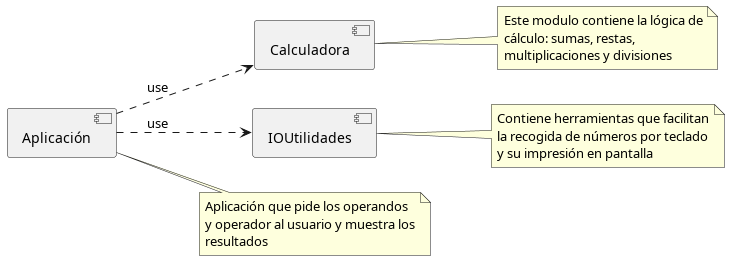 Este modulo contiene la lógica de
cálculo: sumas, restas,
multiplicaciones y divisiones
Calculadora
use
Contiene herramientas que facilitan
la recogida de números por teclado
y su impresión en pantalla
use
Aplicación
IOUtilidades
Aplicación que pide los operandos
y operador al usuario y muestra los
resultados